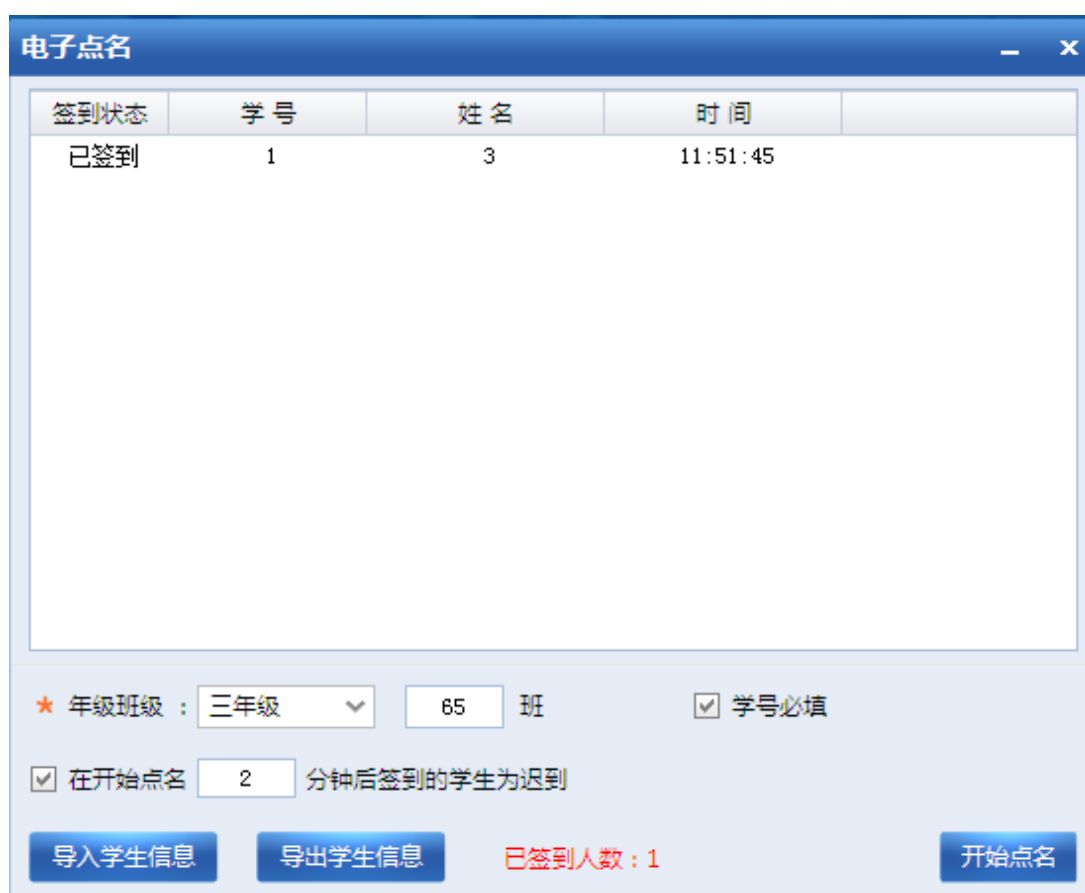 电子点名
签到状态 学 号 姓 名 时 间
已签到 1 3 11:51:45
* 年级班级 : 三年级 65 班 学号必填
在开始点名 2 分钟后签到的学生为迟到
导入学生信息 导出学生信息 已签到人数:1 开始点名